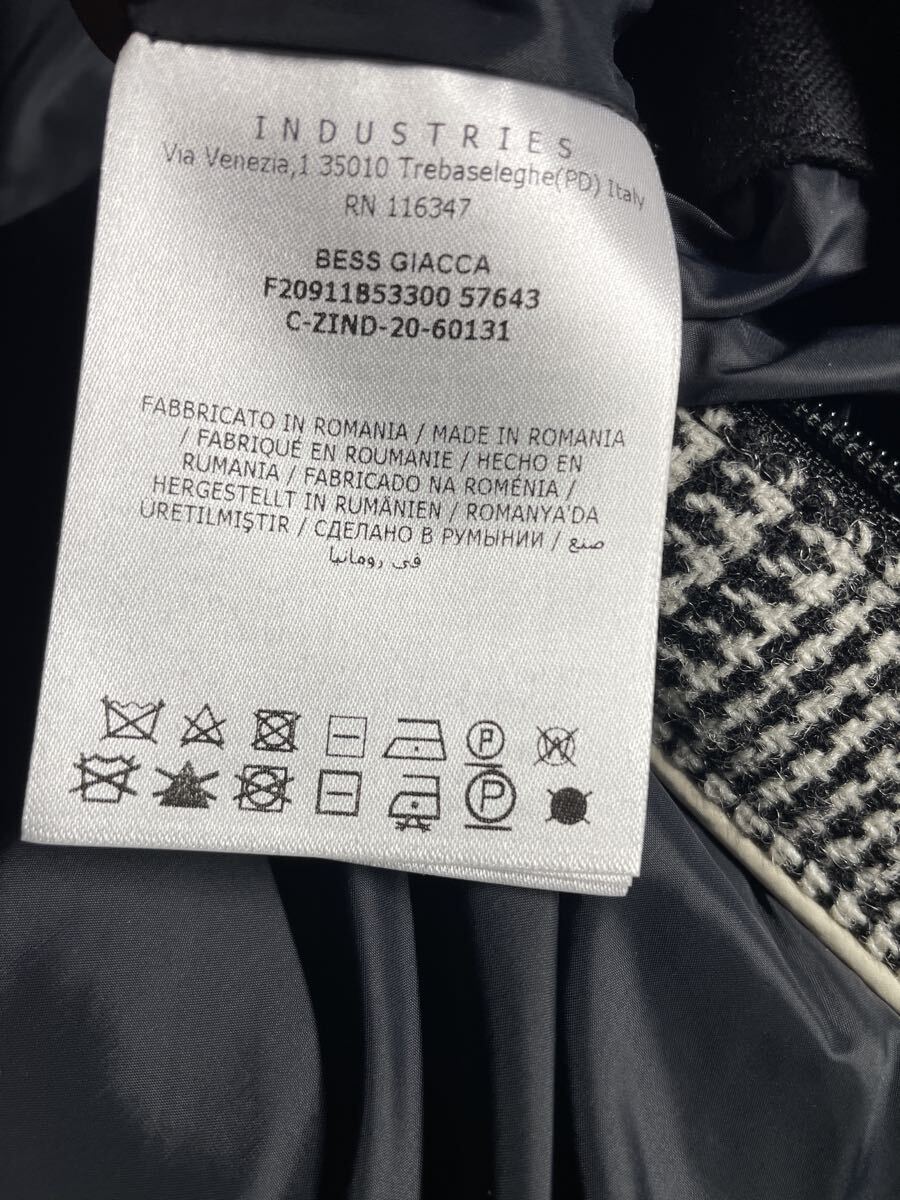 INDUSTRIES
Via Venezia,1 35010 Trebaseleghe(PD) Italy
RN 116347
BESS GIACCA
F20911B53300 57643
C-ZIND-20-60131
FABBRICATO IN ROMANIA / MADE IN ROMANIA
/ FABRIQUÉ EN ROUMANIE / HECHO EN
RUMANIA / FABRICADO NA ROMÉNIA /
HERGESTELLT IN RUMÄNIEN / ROMANYA'DA
ÜRETILMIŞTIR / СДЕЛАНО В РУМЫНИИ / صنع
في رومانيا
P W
P